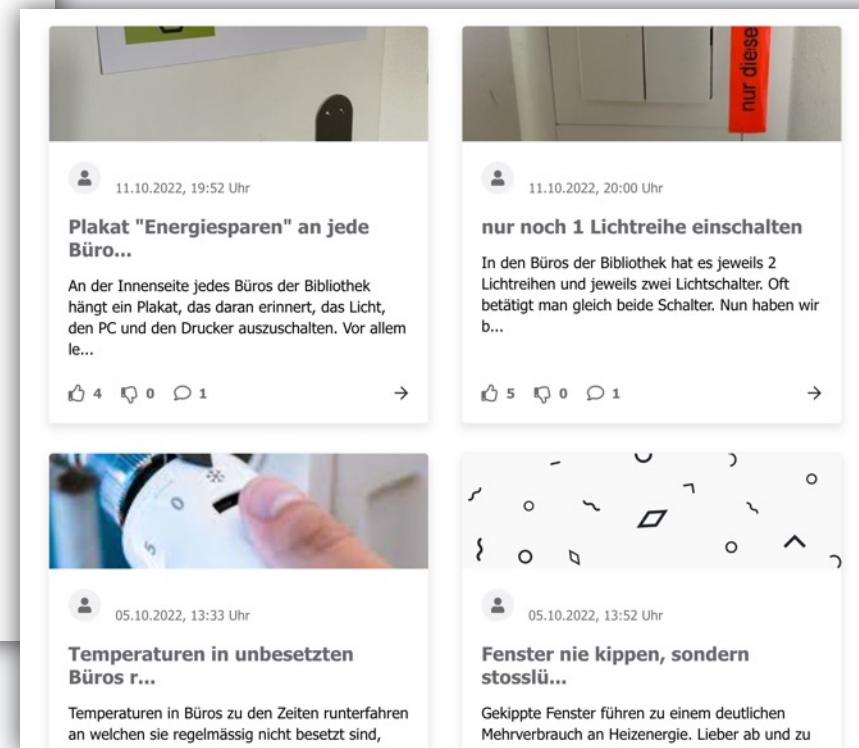 nur diese
11.10.2022, 19:52 Uhr
Plakat "Energiesparen" an jede
Büro...
An der Innenseite jedes Büros der Bibliothek
hängt ein Plakat, das daran erinnert, das Licht,
den PC und den Drucker auszuschalten. Vor allem
le...
4 0 1
11.10.2022, 20:00 Uhr
nur noch 1 Lichtreihe einschalten
In den Büros der Bibliothek hat es jeweils 2
Lichtreihen und jeweils zwei Lichtschalter. Oft
betätigt man gleich beide Schalter. Nun haben wir
b...
5 0 1
0
5
05.10.2022, 13:33 Uhr
Temperaturen in unbesetzten
Büros r...
Temperaturen in Büros zu den Zeiten runterfahren
an welchen sie regelmässig nicht besetzt sind,
05.10.2022, 13:52 Uhr
Fenster nie kippen, sondern
stosslü...
Gekippte Fenster führen zu einem deutlichen
Mehrverbrauch an Heizenergie. Lieber ab und zu